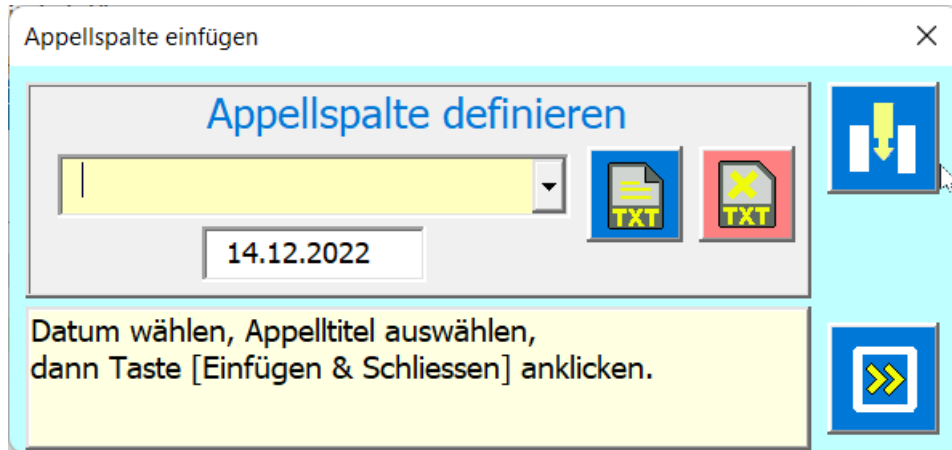 Appellspalte einfügen
Appellspalte definieren
TXT
TXT
14.12.2022
Datum wählen, Appelltitel auswählen,
dann Taste [Einfügen & Schliessen] anklicken.